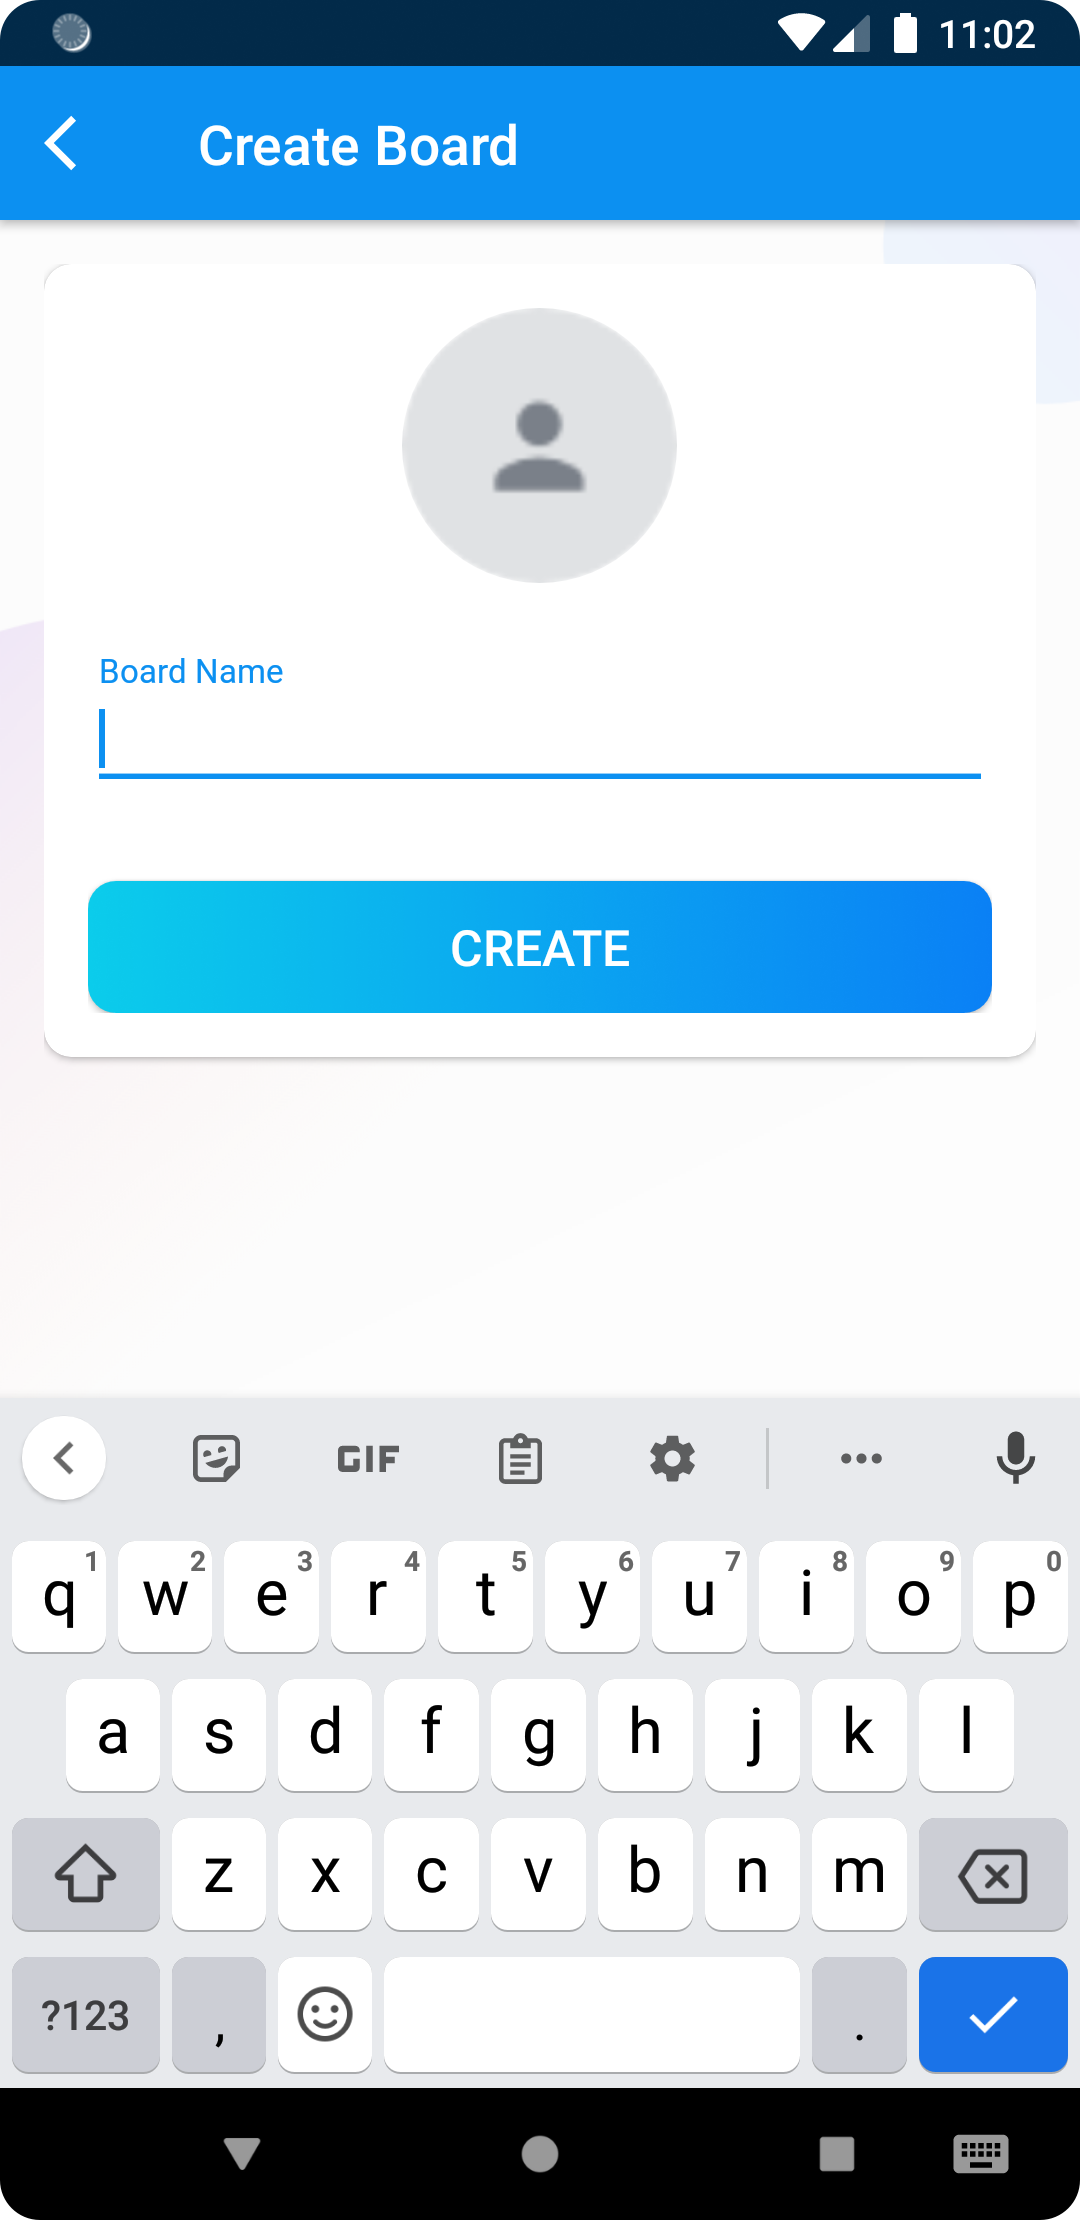 11:02
Create Board
Board Name
CREATE
GIF
q 1 w 2 e 3 r 4 t 5 y 6 u 7 i 8 o 9 p 0
a s d f g h j k l
z x c v b n m
?123 , .